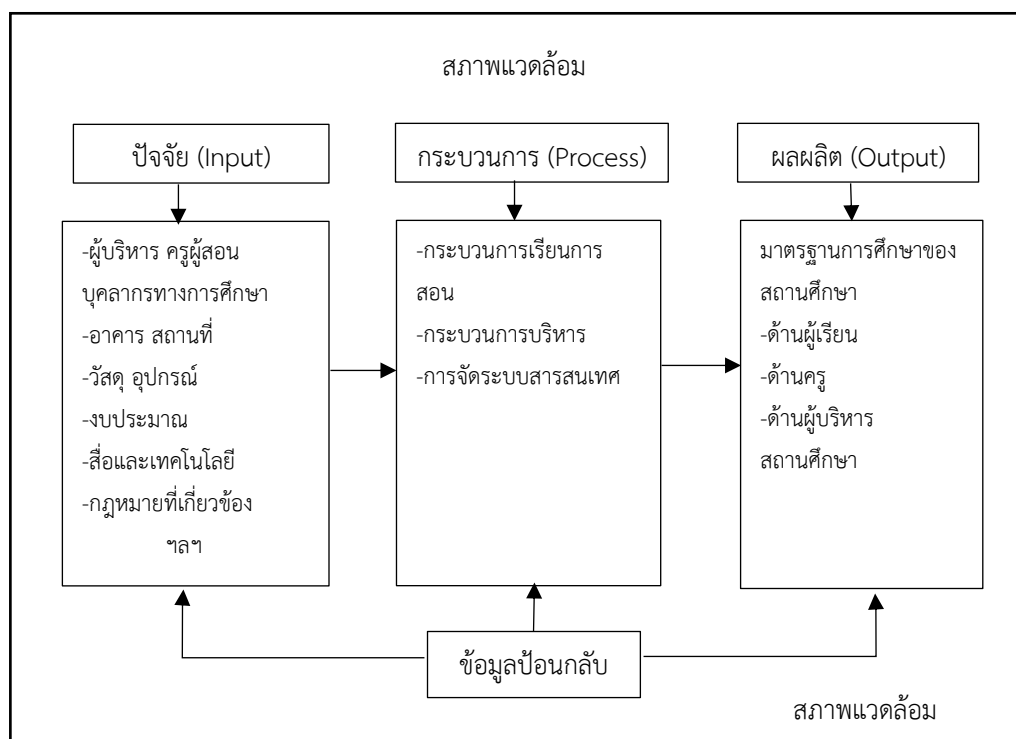 สภาพแวดล้อม
ปัจจัย (Input)
กระบวนการ (Process)
ผลผลิต (Output)
-ผู้บริหาร ครูผู้สอน
บุคลากรทางการศึกษา
-อาคาร สถานที่
-วัสดุ อุปกรณ์
-งบประมาณ
-สื่อและเทคโนโลยี
-กฎหมายที่เกี่ยวข้อง
ฯลฯ
-กระบวนการเรียนการ
สอน
-กระบวนการบริหาร
-การจัดระบบสารสนเทศ
มาตรฐานการศึกษาของ
สถานศึกษา
-ด้านผู้เรียน
-ด้านครู
-ด้านผู้บริหาร
สถานศึกษา
ข้อมูลป้อนกลับ
สภาพแวดล้อม